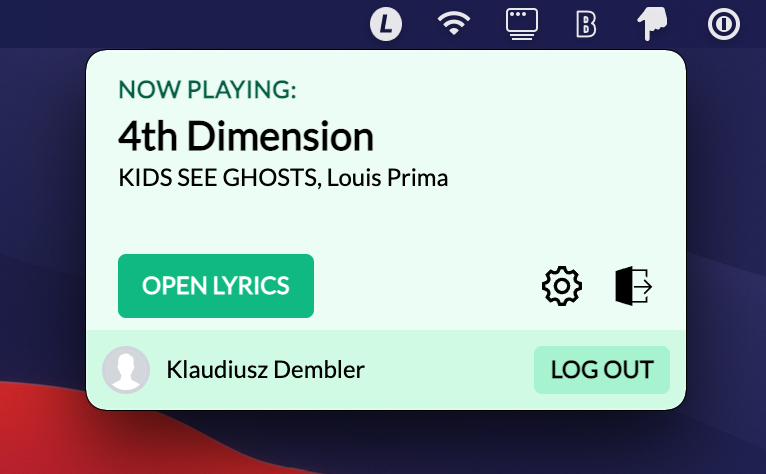 L
B
NOW PLAYING:
4th Dimension
KIDS SEE GHOSTS, Louis Prima
OPEN LYRICS
Klaudiusz Dembler
LOG OUT